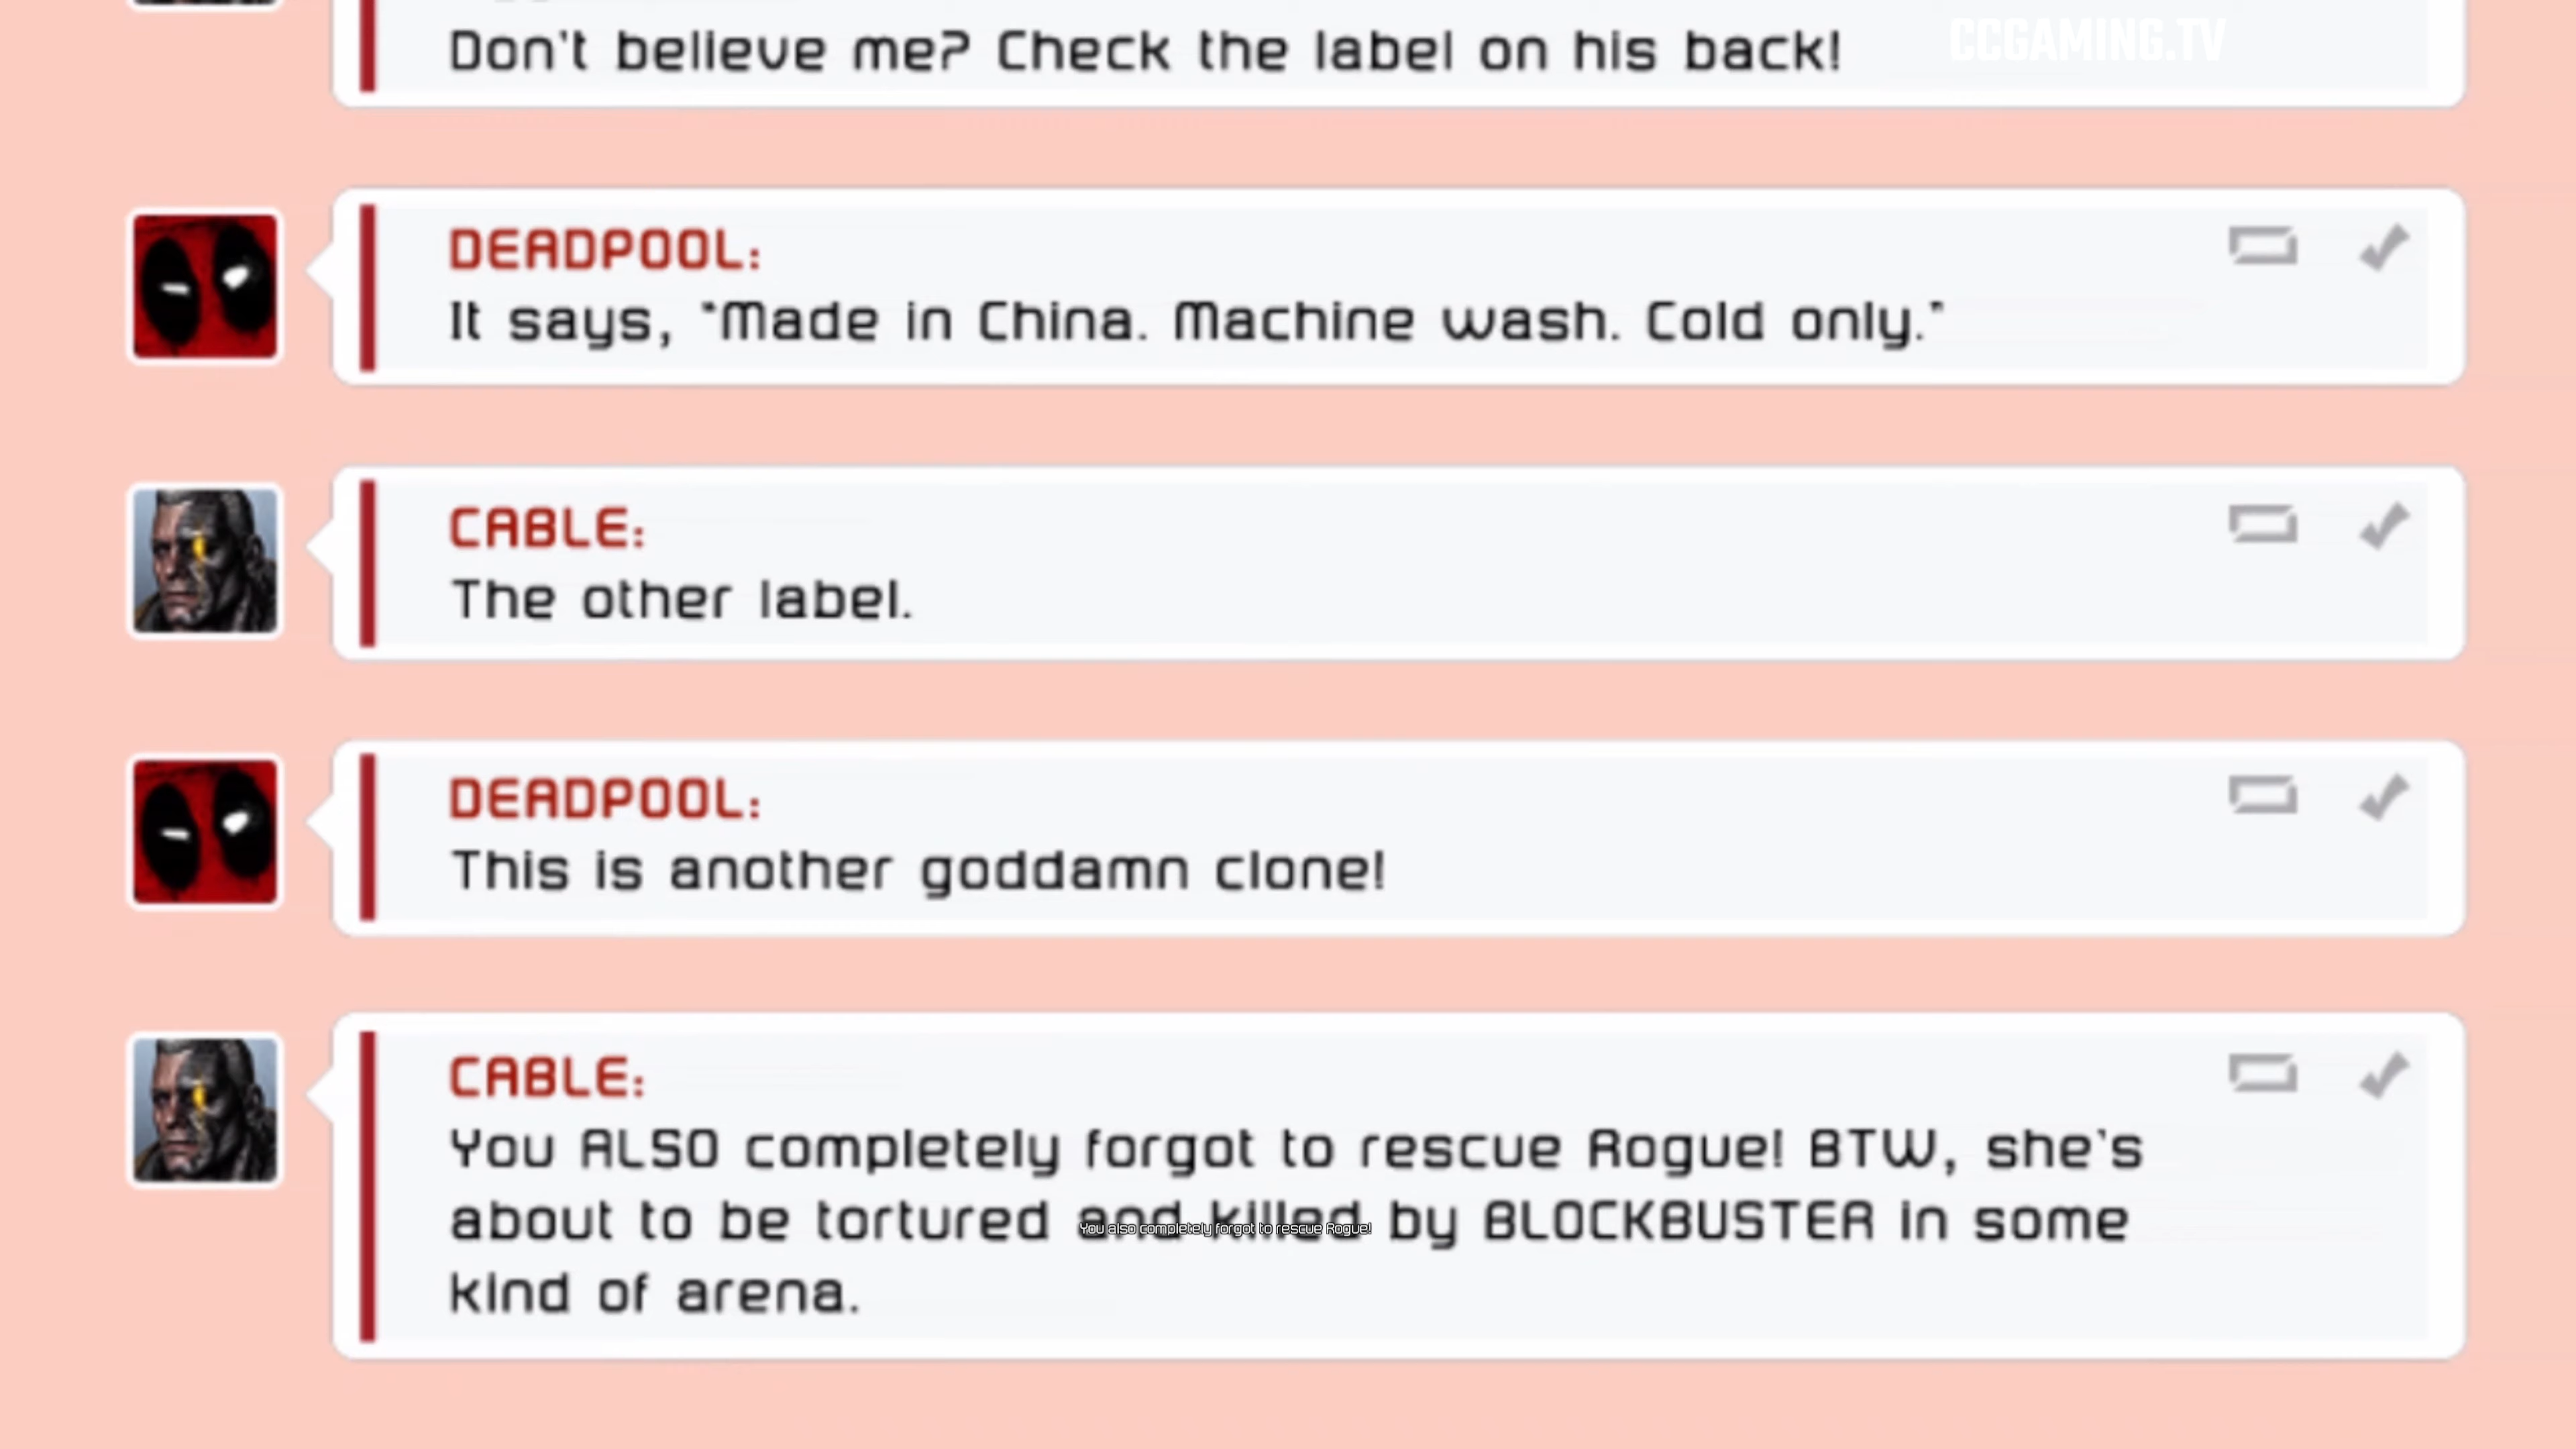 CCGAMING.TV
Don't believe me? Check the label on his back!
DEADPOOL:
It says, "Made in China. Machine wash. Cold only."
CABLE:
The other label.
DEADPOOL:
This is another goddamn clone!
CABLE:
You ALSO completely forgot to rescue Rogue! BTW, she's
about to be tortured and killed by BLOCKBUSTER in some
kind of arena.
You also completely forgot to rescue Rogue!